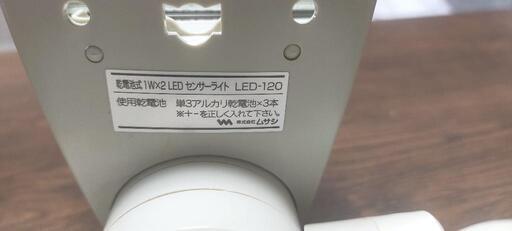 乾電池式1W×2 LED センサーライト LED-120
使用乾電池 単3アルカリ乾電池×3本
※+-を正しく入れて下さい。
株式会社ムサシ